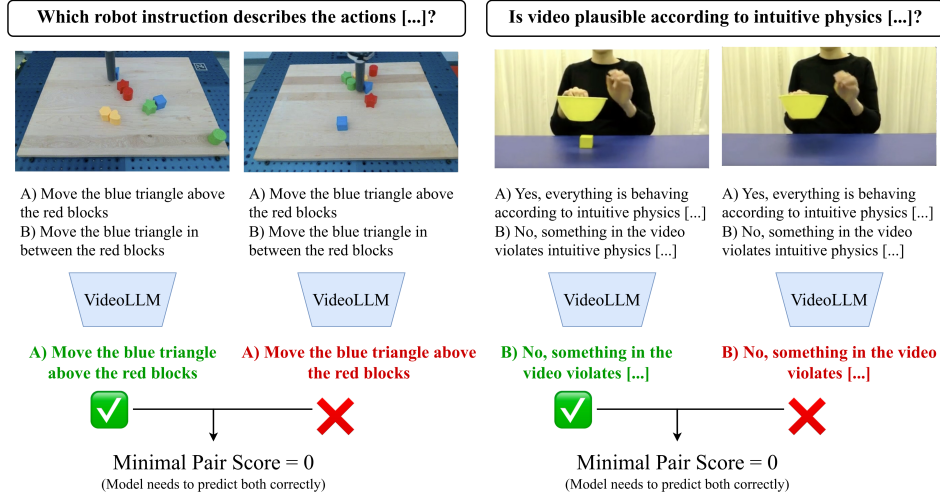 Which robot instruction describes the actions [...]?
A) Move the blue triangle above
the red blocks
B) Move the blue triangle in
between the red blocks
A) Move the blue triangle above
the red blocks
B) Move the blue triangle in
between the red blocks
VideoLLM
VideoLLM
A) Move the blue triangle
above the red blocks
A) Move the blue triangle above
the red blocks
Minimal Pair Score = 0
(Model needs to predict both correctly)
Is video plausible according to intuitive physics [...]?
A) Yes, everything is behaving
according to intuitive physics [...]
B) No, something in the video
violates intuitive physics [...]
A) Yes, everything is behaving
according to intuitive physics [...]
B) No, something in the video
violates intuitive physics [...]
VideoLLM
VideoLLM
B) No, something in the
video violates [...]
B) No, something in the video
violates [...]
Minimal Pair Score = 0
(Model needs to predict both correctly)